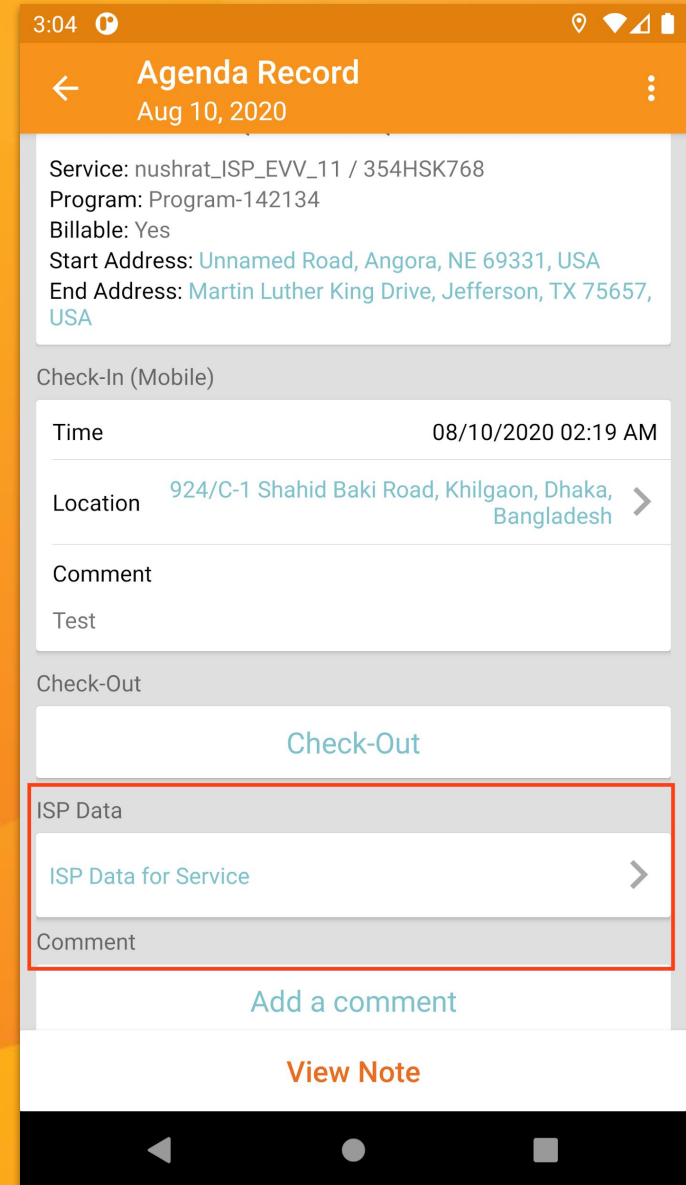 3:04
Agenda Record
Aug 10, 2020
Service: nushrat_ISP_EVV_11 / 354HSK768
Program: Program-142134
Billable: Yes
Start Address: Unnamed Road, Angora, NE 69331, USA
End Address: Martin Luther King Drive, Jefferson, TX 75657,
USA
Check-In (Mobile)
Time 08/10/2020 02:19 AM
Location 924/C-1 Shahid Baki Road, Khilgaon, Dhaka,
Bangladesh
Comment
Test
Check-Out
Check-Out
ISP Data
ISP Data for Service
Comment
Add a comment
View Note